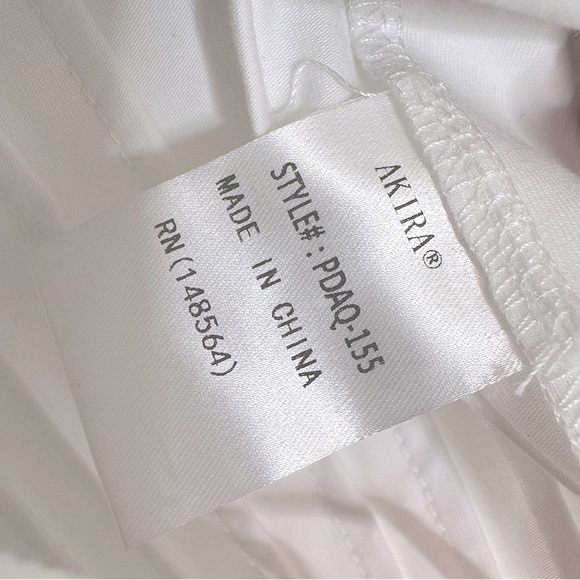 AKIRA®
STYLE#: PDAQ-155
MADE IN CHINA
RN(148564)